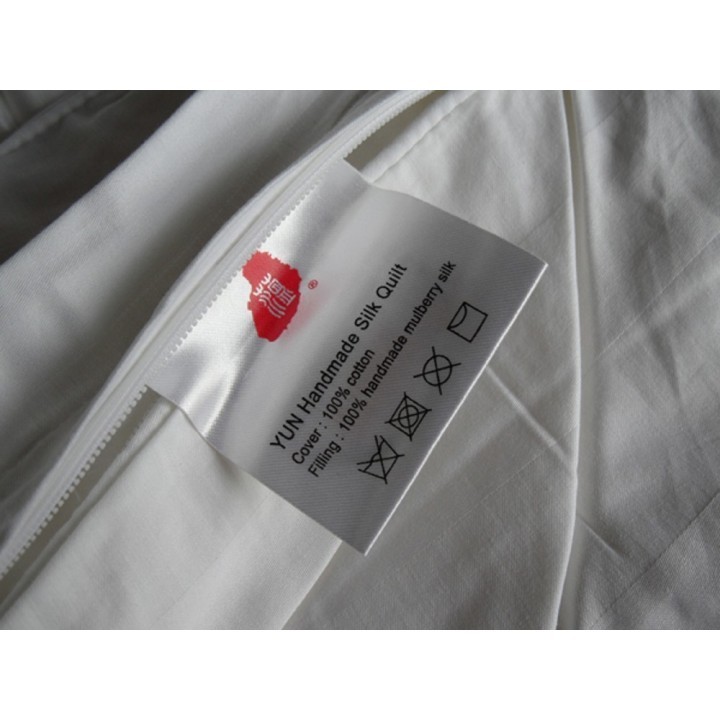 ®
YUN Handmade Silk Quilt
Cover : 100% cotton
Filling : 100% handmade mulberry silk